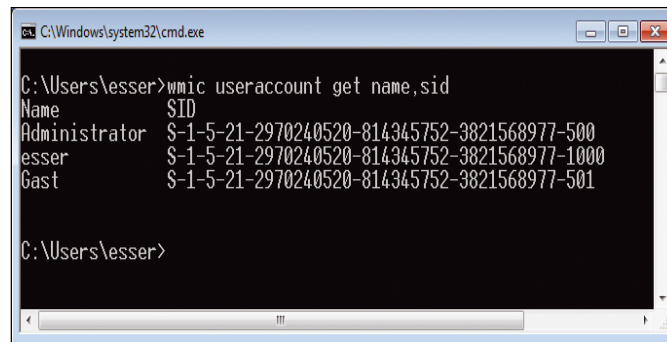 C:\Windows\system32\cmd.exe
C:\Users\esser>wmic useraccount get name,sid
Name SID
Administrator S-1-5-21-2970240520-814345752-3821568977-500
esser S-1-5-21-2970240520-814345752-3821568977-1000
Gast S-1-5-21-2970240520-814345752-3821568977-501
C:\Users\esser>